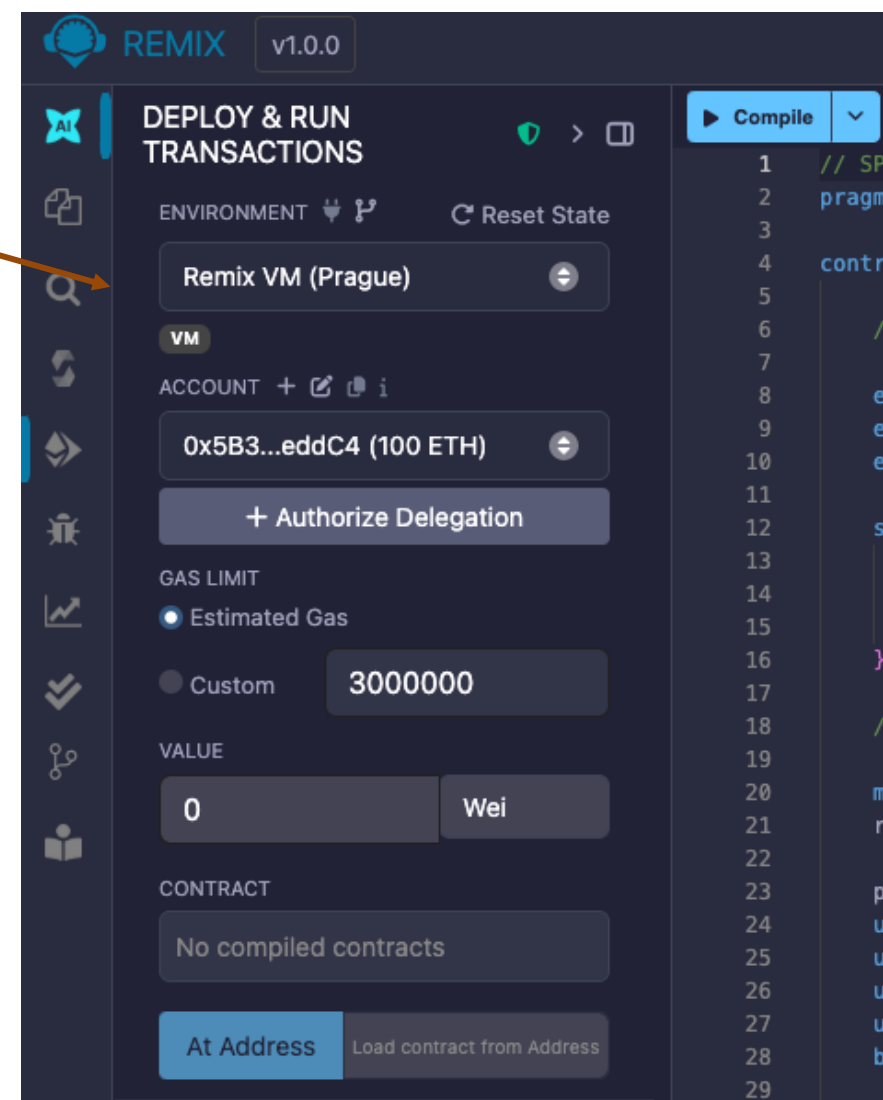 REMIX v1.0.0
AI
DEPLOY & RUN
TRANSACTIONS
ENVIRONMENT Reset State
Remix VM (Prague)
VM
ACCOUNT + i
0x5B3...eddC4 (100 ETH)
+ Authorize Delegation
GAS LIMIT
Estimated Gas
Custom 3000000
VALUE
0 Wei
CONTRACT
No compiled contracts
At Address Load contract from Address
Compile
1 // SP
2 pragm
3
4 contr
5
6 /
7
8 e
9 e
10 e
11
12 s
13
14
15
16 }
17
18 /
19
20 m
21 r
22
23 p
24 u
25 u
26 u
27 u
28 b
29